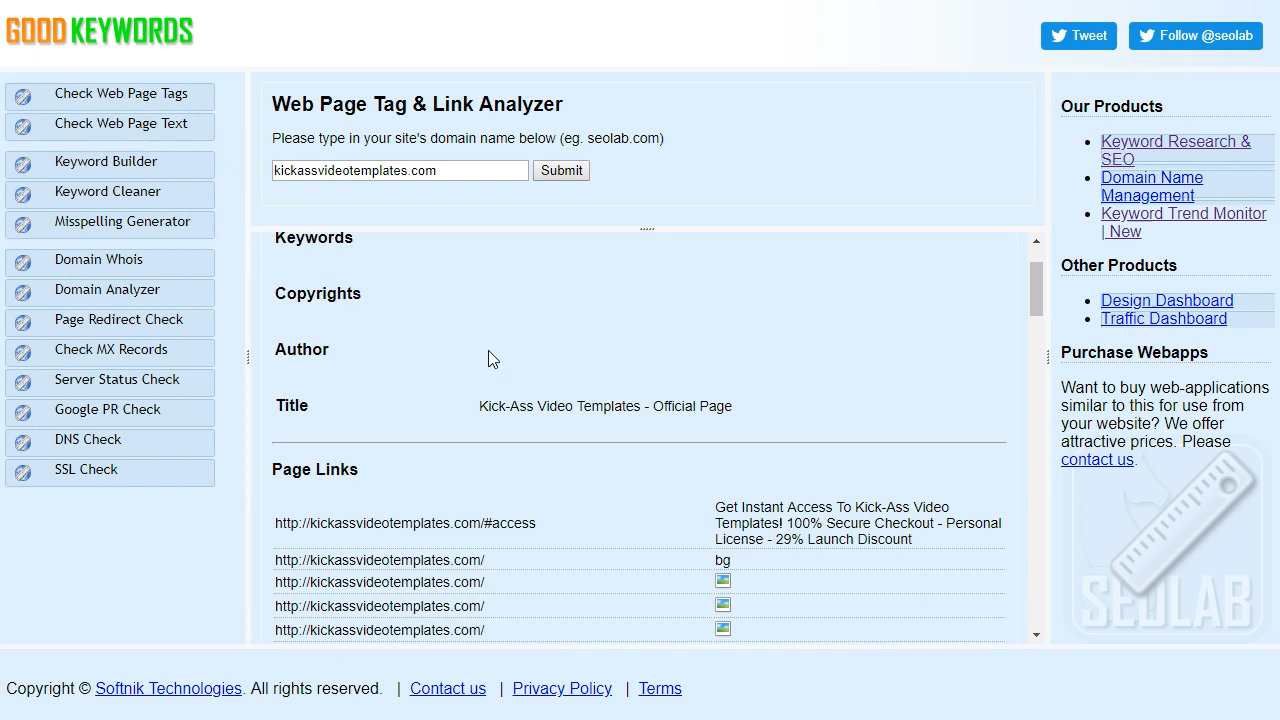 GOOD KEYWORDS
Tweet
Follow @seolab
Check Web Page Tags
Check Web Page Text
Keyword Builder
Keyword Cleaner
Misspelling Generator
Domain Whois
Domain Analyzer
Page Redirect Check
Check MX Records
Server Status Check
Google PR Check
DNS Check
SSL Check
Web Page Tag & Link Analyzer
Please type in your site's domain name below (eg. seolab.com)
kickassvideotemplates.com
Submit
Keywords
Copyrights
Author
Title Kick-Ass Video Templates - Official Page
Page Links
http://kickassvideotemplates.com/#access
Get Instant Access To Kick-Ass Video
Templates! 100% Secure Checkout - Personal
License - 29% Launch Discount
http://kickassvideotemplates.com/ bg
http://kickassvideotemplates.com/
http://kickassvideotemplates.com/
http://kickassvideotemplates.com/
Our Products
Keyword Research &
SEO
Domain Name
Management
Keyword Trend Monitor
| New
Other Products
Design Dashboard
Traffic Dashboard
Purchase Webapps
Want to buy web-applications
similar to this for use from
your website? We offer
attractive prices. Please
contact us.
SEOLAB
Copyright © Softnik Technologies. All rights reserved. | Contact us | Privacy Policy | Terms